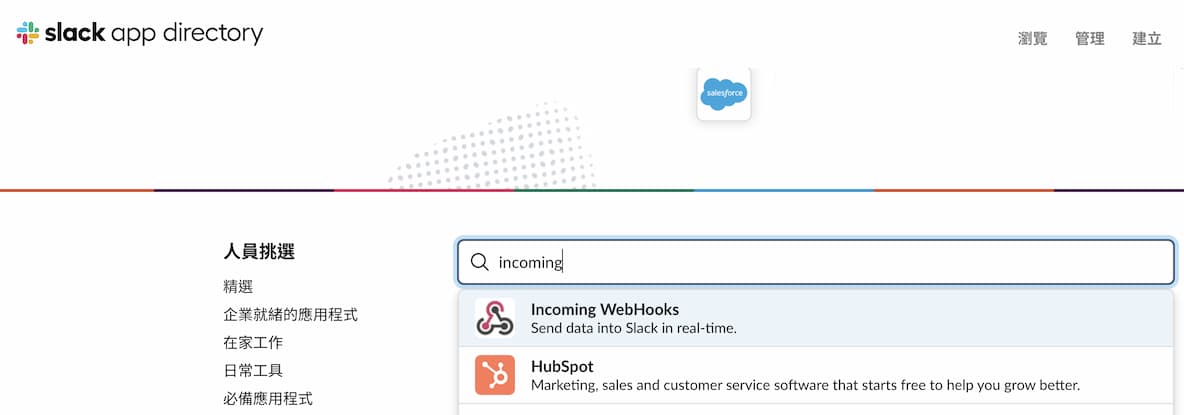 slack app directory
瀏覽 管理 建立
salesforce
人員挑選
精選
企業就緒的應用程式
在家工作
日常工具
必備應用程式
incoming
Incoming WebHooks
Send data into Slack in real-time.
HubSpot
Marketing, sales and customer service software that starts free to help you grow better.